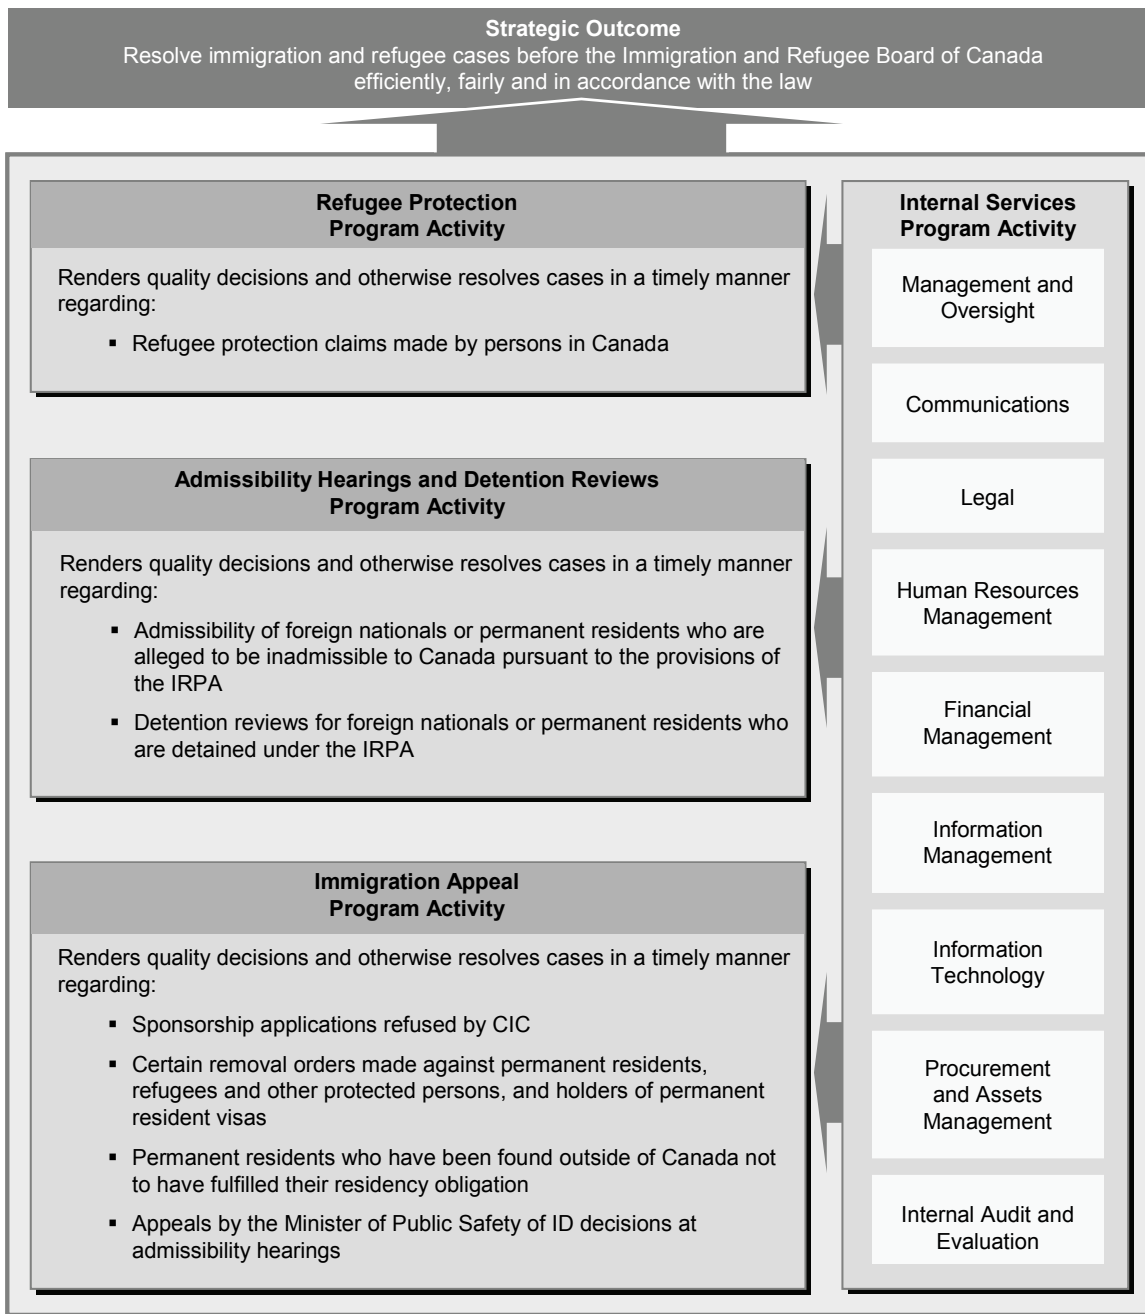 Strategic Outcome
Resolve immigration and refugee cases before the Immigration and Refugee Board of Canada
efficiently, fairly and in accordance with the law
Refugee Protection
Program Activity
Renders quality decisions and otherwise resolves cases in a timely manner
regarding:
▪ Refugee protection claims made by persons in Canada
Admissibility Hearings and Detention Reviews
Program Activity
Renders quality decisions and otherwise resolves cases in a timely manner
regarding:
▪ Admissibility of foreign nationals or permanent residents who are
alleged to be inadmissible to Canada pursuant to the provisions of
the IRPA
▪ Detention reviews for foreign nationals or permanent residents who
are detained under the IRPA
Immigration Appeal
Program Activity
Renders quality decisions and otherwise resolves cases in a timely manner
regarding:
▪ Sponsorship applications refused by CIC
▪ Certain removal orders made against permanent residents,
refugees and other protected persons, and holders of permanent
resident visas
▪ Permanent residents who have been found outside of Canada not
to have fulfilled their residency obligation
▪ Appeals by the Minister of Public Safety of ID decisions at
admissibility hearings
Internal Services
Program Activity
Management and
Oversight
Communications
Legal
Human Resources
Management
Financial
Management
Information
Management
Information
Technology
Procurement
and Assets
Management
Internal Audit and
Evaluation